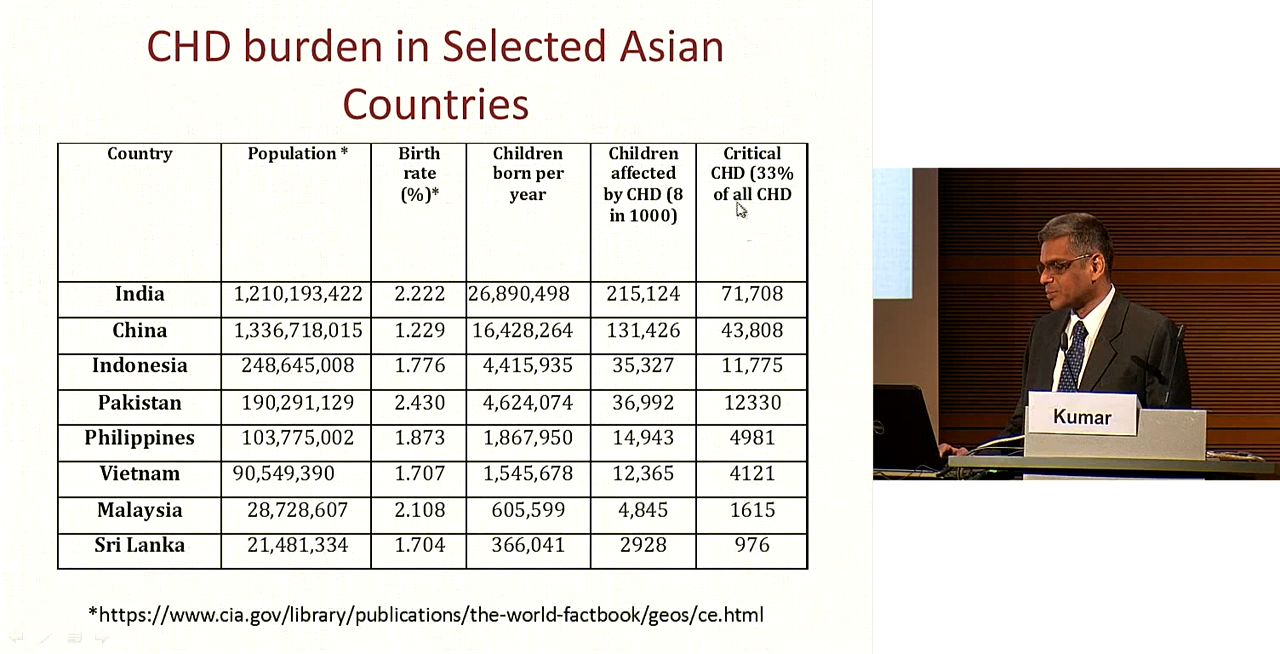 CHD burden in Selected Asian
Countries
Country Population * Birth rate (%)* Children born per year Children affected by CHD (8 in 1000) Critical CHD (33% of all CHD
India 1,210,193,422 2.222 26,890,498 215,124 71,708
China 1,336,718,015 1.229 16,428,264 131,426 43,808
Indonesia 248,645,008 1.776 4,415,935 35,327 11,775
Pakistan 190,291,129 2.430 4,624,074 36,992 12330
Philippines 103,775,002 1.873 1,867,950 14,943 4981
Vietnam 90,549,390 1.707 1,545,678 12,365 4121
Malaysia 28,728,607 2.108 605,599 4,845 1615
Sri Lanka 21,481,334 1.704 366,041 2928 976
*https://www.cia.gov/library/publications/the-world-factbook/geos/ce.html
Kumar